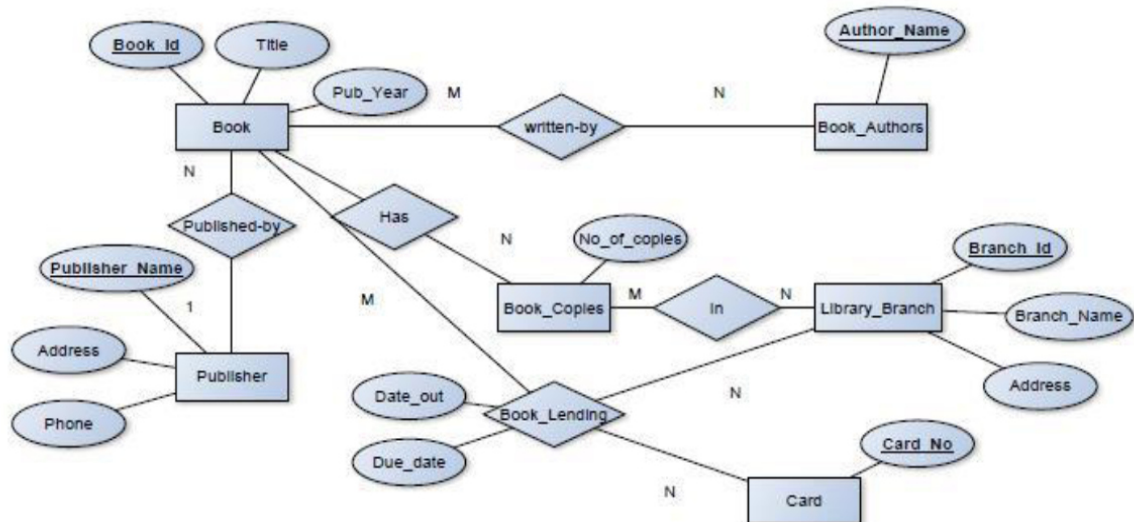 Book_Id
Title
Author_Name
Pub_Year
M
N
Book
written-by
Book_Authors
N
Published-by
Has
N
No_of_copies
Branch_Id
Publisher_Name
1
M
Book_Copies
M
In
N
Library_Branch
Branch_Name
Address
Publisher
Address
Date_out
Book_Lending
N
Phone
Due_date
Card_No
N
Card